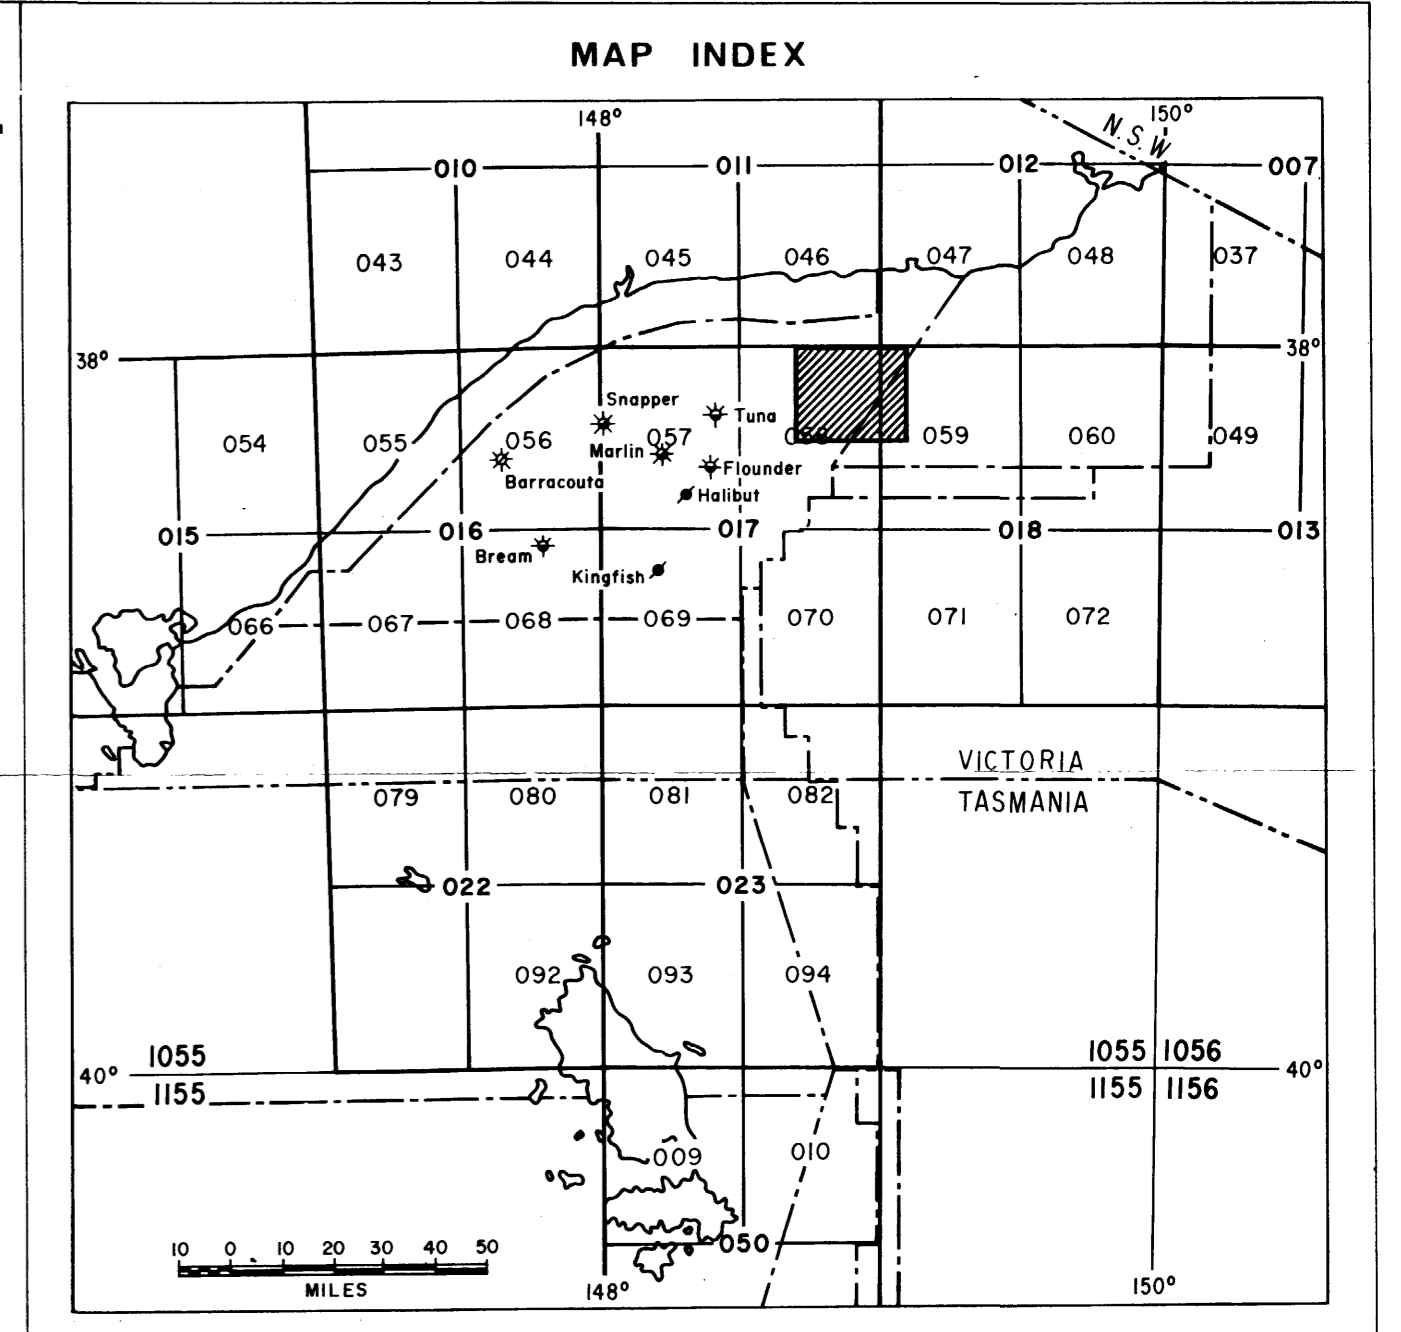 MAP INDEX
148° 150°
N.S.W
010 011 012 007
043 044 045 046 047 048 037
38° 38°
Snapper
Tuna
054 055 056 057 059 060 049
Marlin
Flounder
Barracouta
Halibut
015 016 017 018 013
Bream
Kingfish
066 067 068 069 070 071 072
VICTORIA
079 080 081 082 TASMANIA
022 023
092 093 094
1055 1055 1056
40° 40°
1155 1155 1156
009 010
050
10 0 10 20 30 40 50
MILES
148° 150°